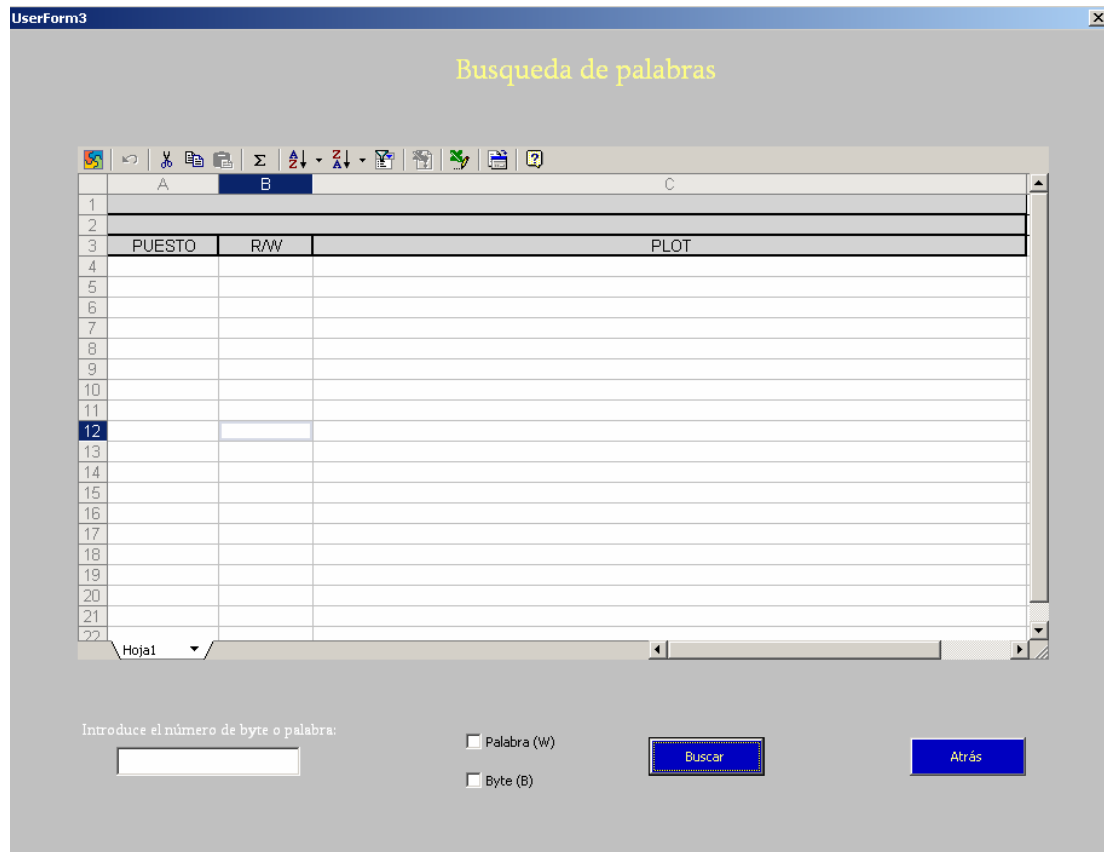 UserForm3
Busqueda de palabras
A B C
1
2
3 PUESTO R/W PLOT
4
5
6
7
8
9
10
11
12
13
14
15
16
17
18
19
20
21
22
Hoja1
Introduce el número de byte o palabra:
Palabra (W)
Byte (B)
Buscar
Atrás